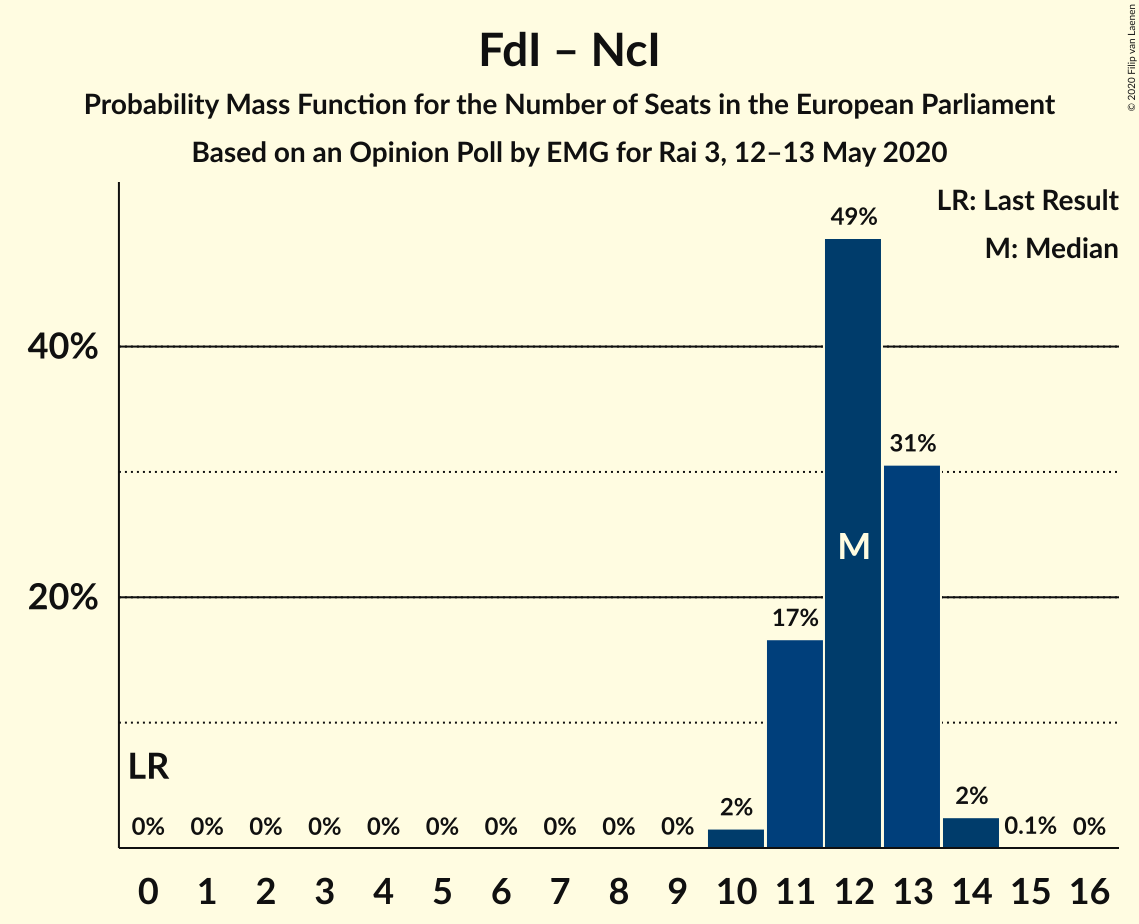 FdI – NcI
Probability Mass Function for the Number of Seats in the European Parliament
Based on an Opinion Poll by EMG for Rai 3, 12–13 May 2020
© 2020 Filip van Laenen
LR: Last Result
M: Median
49%
40%
31%
M
20%
17%
LR
0% 0% 0% 0% 0% 0% 0% 0% 0% 0% 2% 2% 0.1% 0%
0 1 2 3 4 5 6 7 8 9 10 11 12 13 14 15 16